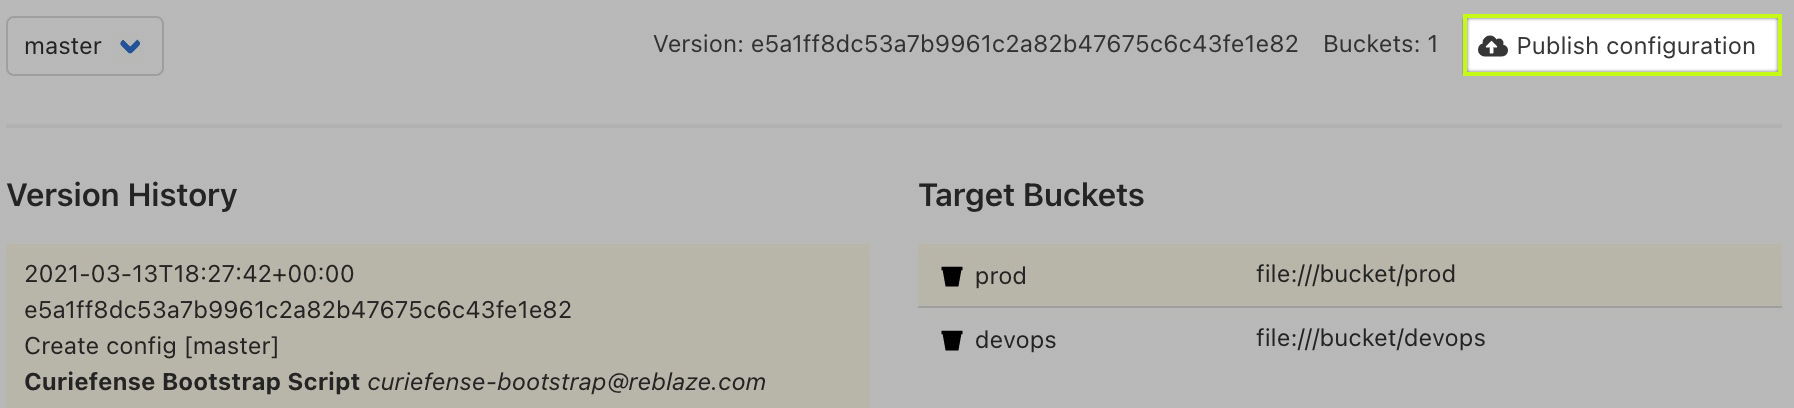 master
Version: e5a1ff8dc53a7b9961c2a82b47675c6c43fe1e82 Buckets: 1 Publish configuration
Version History
2021-03-13T18:27:42+00:00
e5a1ff8dc53a7b9961c2a82b47675c6c43fe1e82
Create config [master]
Curiefense Bootstrap Script curiefense-bootstrap@reblaze.com
Target Buckets
prod file:///bucket/prod
devops file:///bucket/devops